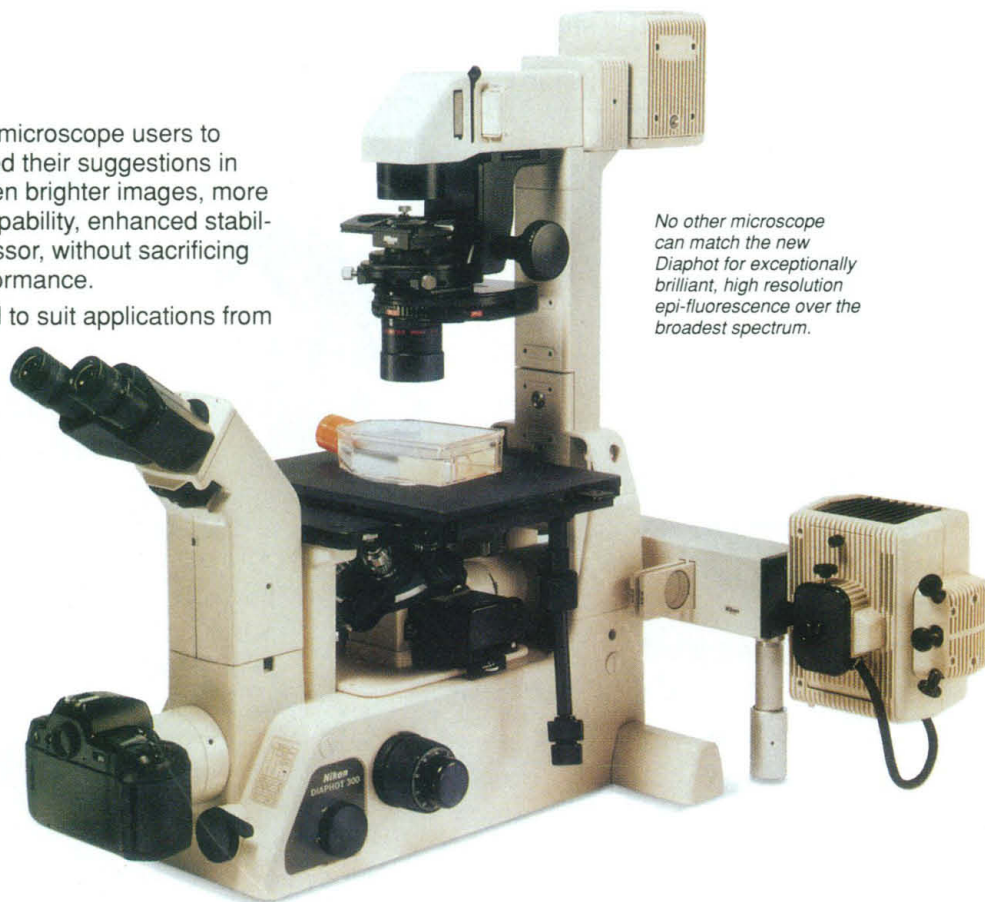 microscope users to
d their suggestions in
en brighter images, more
pability, enhanced stabil-
ssor, without sacrificing
ormance.
to suit applications from
No other microscope
can match the new
Diaphot for exceptionally
brilliant, high resolution
epi-fluorescence over the
broadest spectrum.
Nikon
DIAPHOT 300